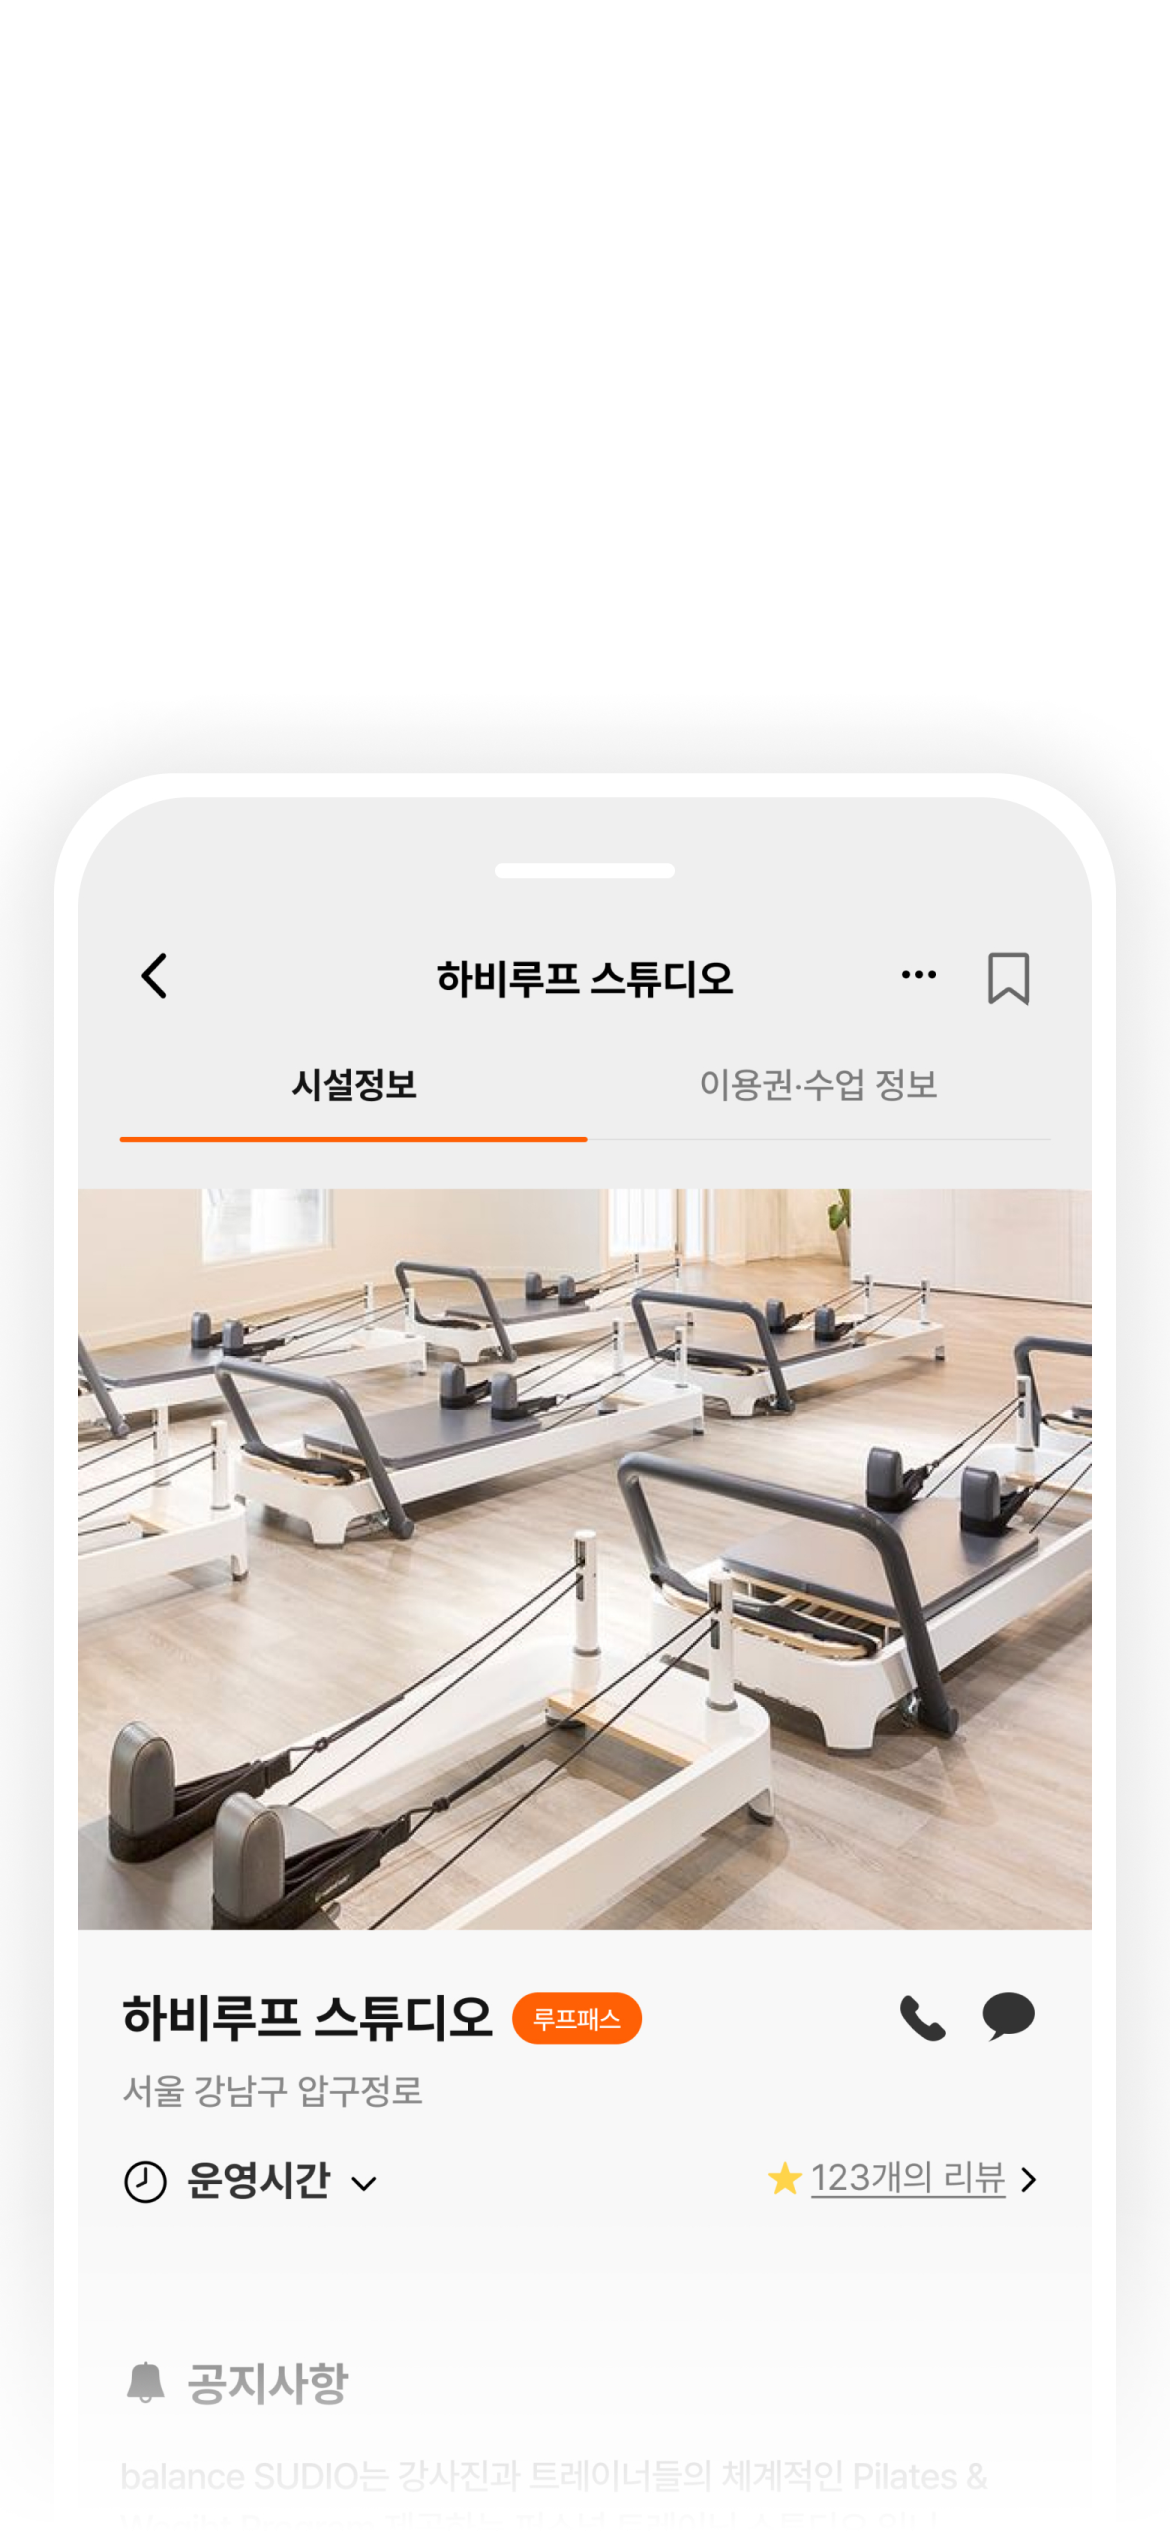 하비루프 스튜디오
시설정보
이용권·수업 정보
하비루프 스튜디오 루프패스
서울 강남구 압구정로
운영시간
123개의 리뷰
공지사항
balance SUDIO는 강사진과 트레이너들의 체계적인 Pilates &